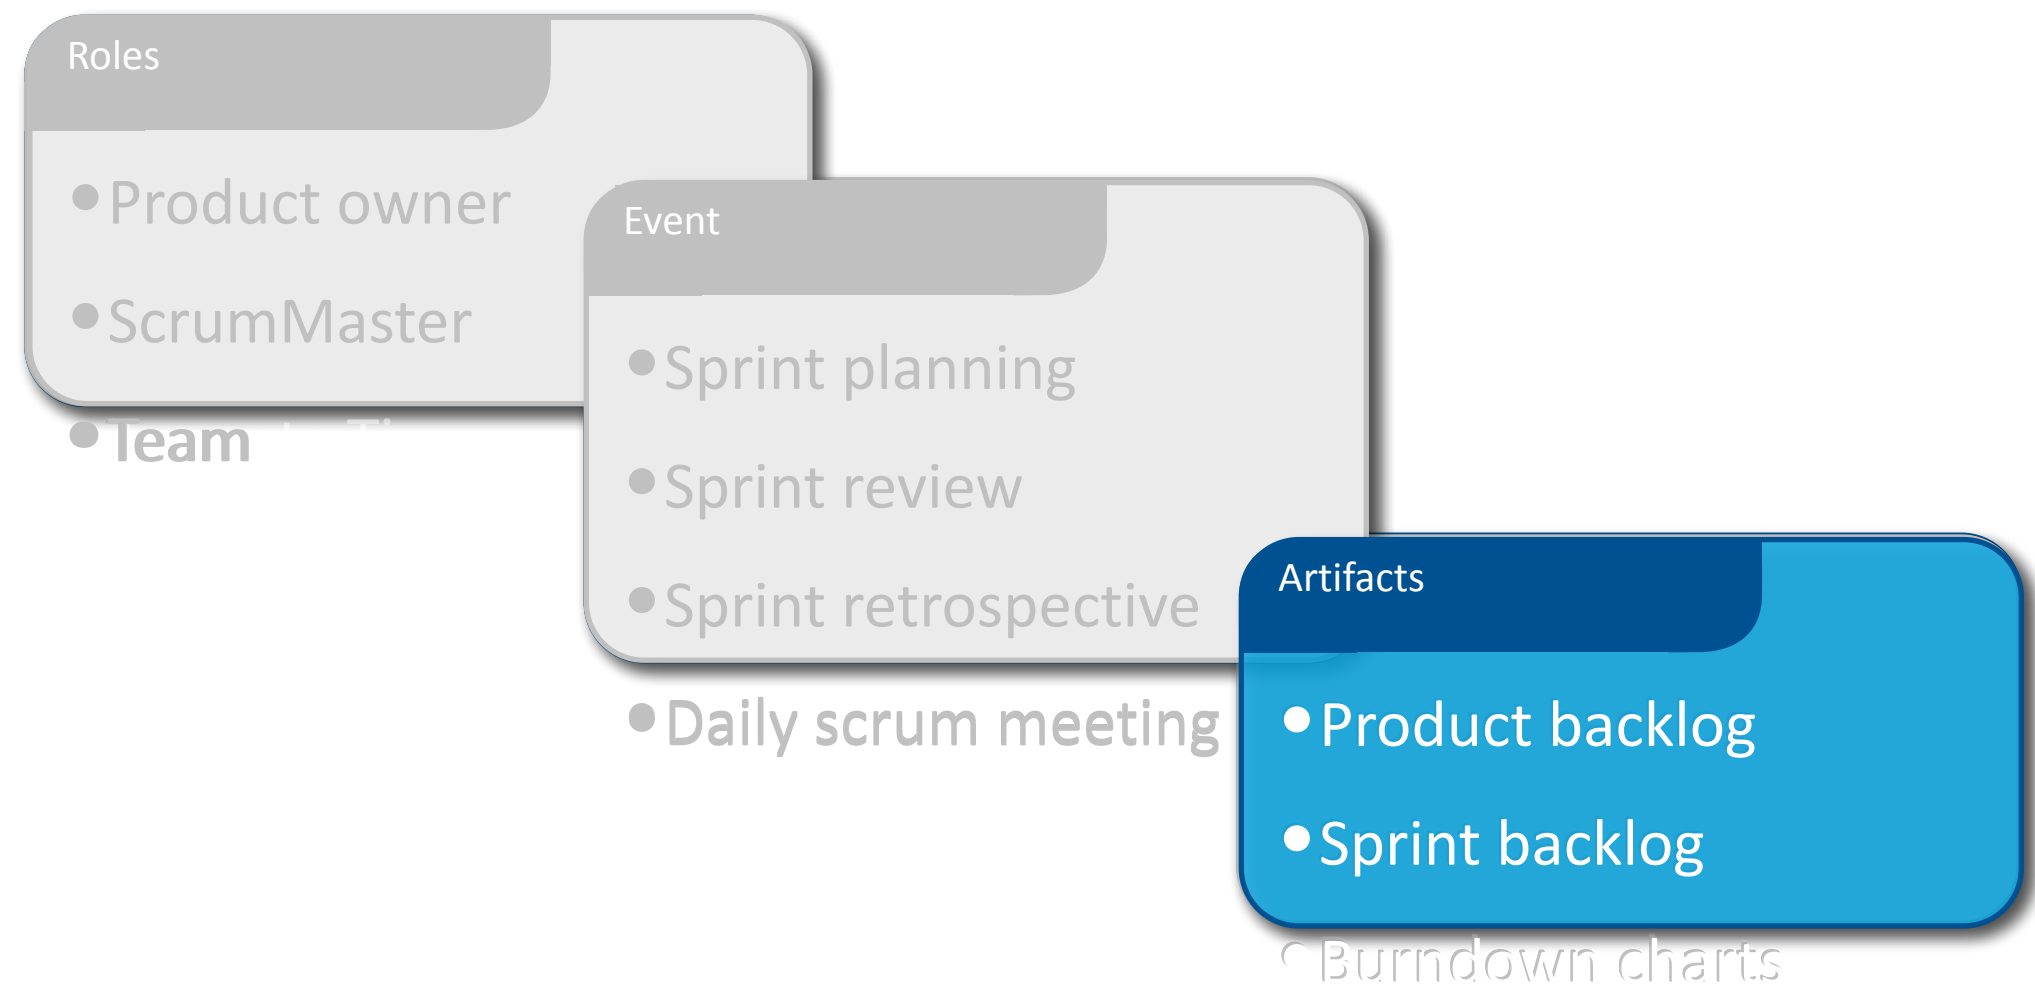 Roles
•Product owner
•ScrumMaster
•Team
Event
•Sprint planning
•Sprint review
•Sprint retrospective
•Daily scrum meeting
Artifacts
•Product backlog
•Sprint backlog
•Burndown charts